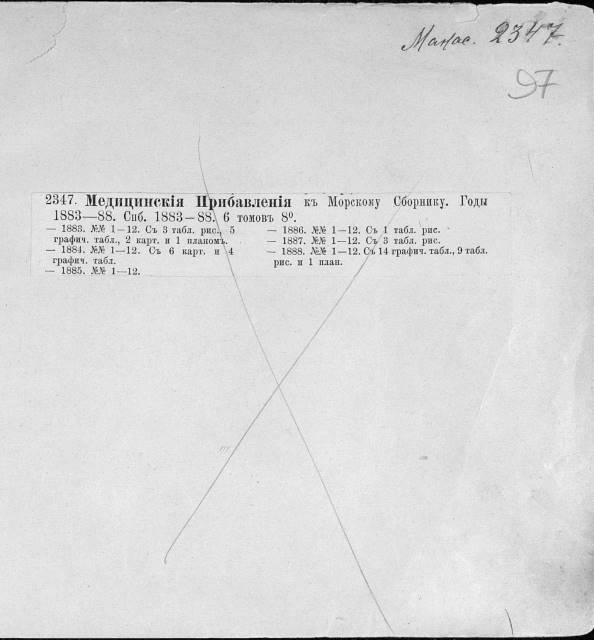 Манас. 2347.
97
2347. Медицинскія Прибавленія къ Морскому Сборнику. Годы
1883—88. Спб. 1883—88. 6 томовъ 8º.
— 1883. №№ 1—12. Съ 3 табл. рис., 5
графич. табл., 2 карт. и 1 планомъ.
— 1884. №№ 1—12. Съ 6 карт. и 4
графич. табл.
— 1885. №№ 1—12.
— 1886. №№ 1—12. Съ 1 табл. рис.
— 1887. №№ 1—12. Съ 3 табл. рис.
— 1888. №№ 1—12. Съ 14 графич. табл., 9 табл.
рис. и 1 план.